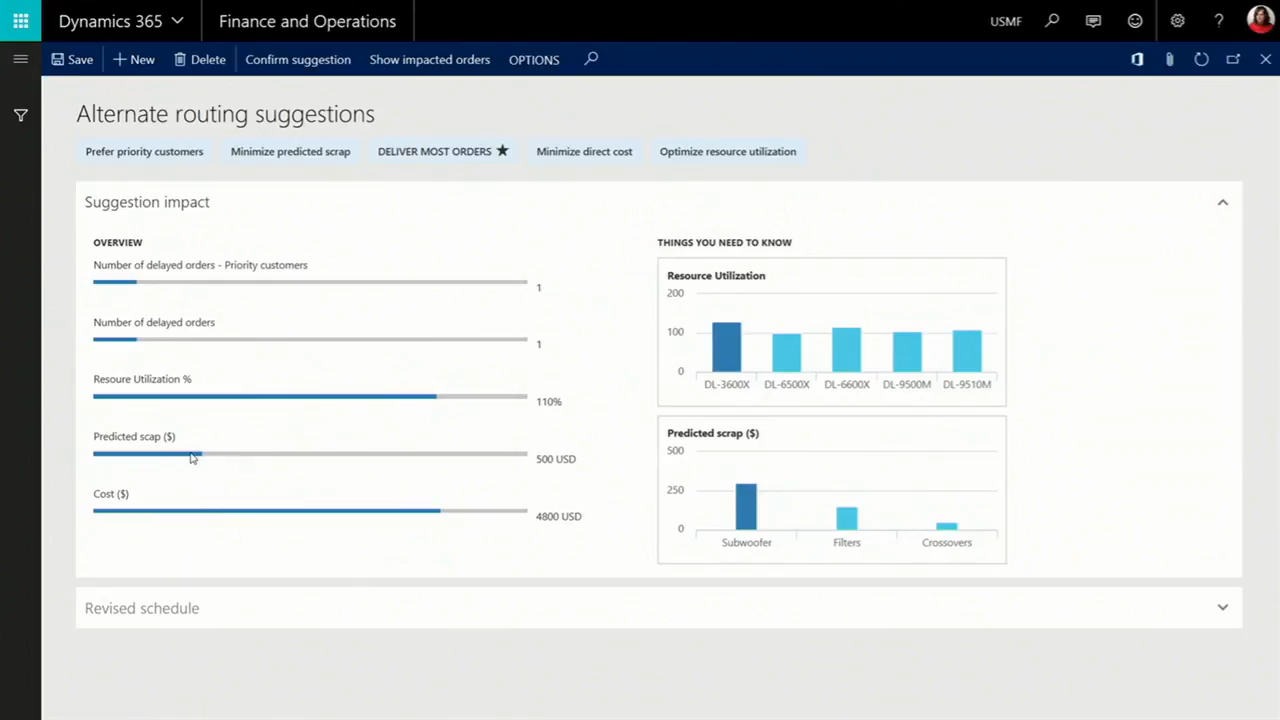 Dynamics 365 Finance and Operations USMF ?
Save New Delete Confirm suggestion Show impacted orders OPTIONS
Alternate routing suggestions
Prefer priority customers Minimize predicted scrap DELIVER MOST ORDERS ★ Minimize direct cost Optimize resource utilization
Suggestion impact
OVERVIEW
Number of delayed orders - Priority customers
1
Number of delayed orders
1
Resoure Utilization %
110%
Predicted scap ($)
500 USD
Cost ($)
4800 USD
THINGS YOU NEED TO KNOW
Resource Utilization
200
100
0
DL-3600X DL-6500X DL-6600X DL-9500M DL-9510M
Predicted scrap ($)
500
250
0
Subwoofer Filters Crossovers
Revised schedule